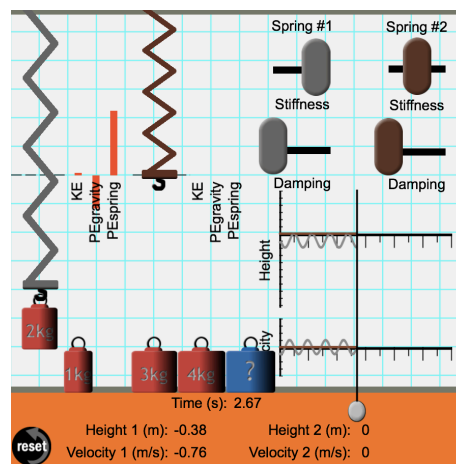 Spring #1
Spring #2
Stiffness
Stiffness
KE
PEgravity
PEspring
KE
PEgravity
PEspring
Damping
Damping
Height
city
2kg
1kg
3kg
4kg
?
Time (s): 2.67
Height 1 (m): -0.38
Height 2 (m): 0
Velocity 1 (m/s): -0.76
Velocity 2 (m/s): 0
reset